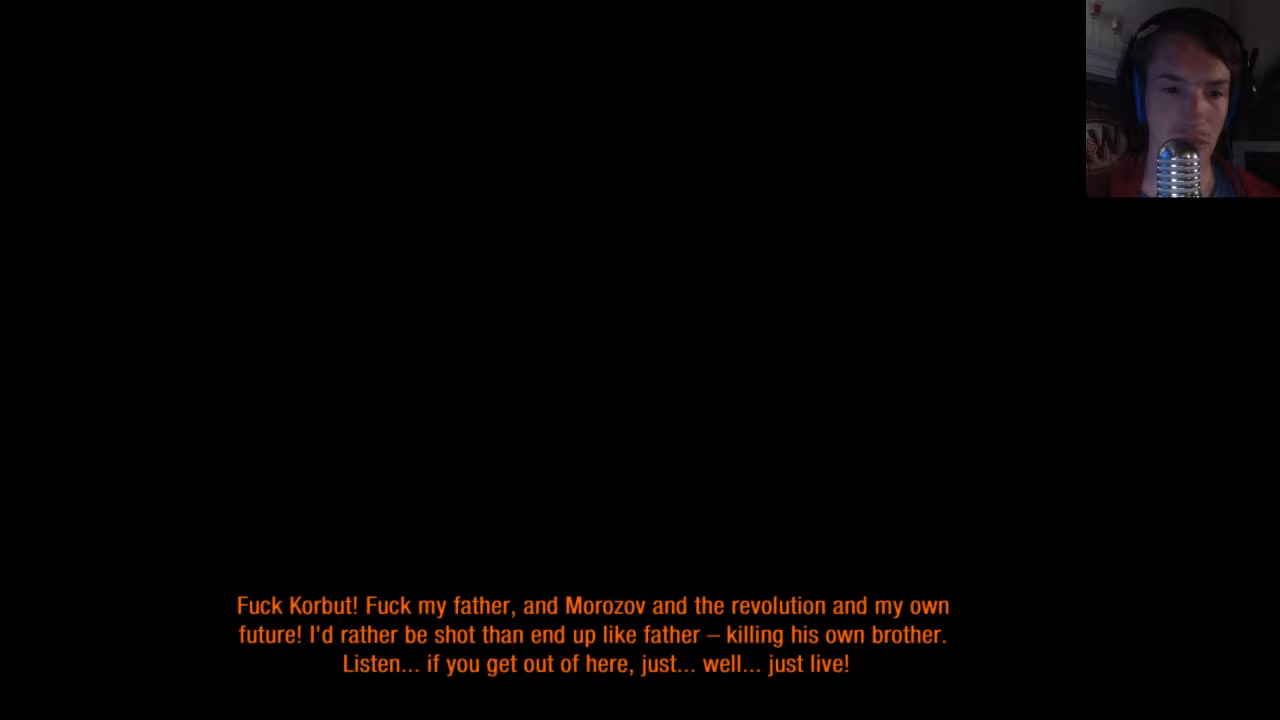 Fuck Korbut! Fuck my father, and Morozov and the revolution and my own
future! I'd rather be shot than end up like father – killing his own brother.
Listen... if you get out of here, just... well... just live!
W